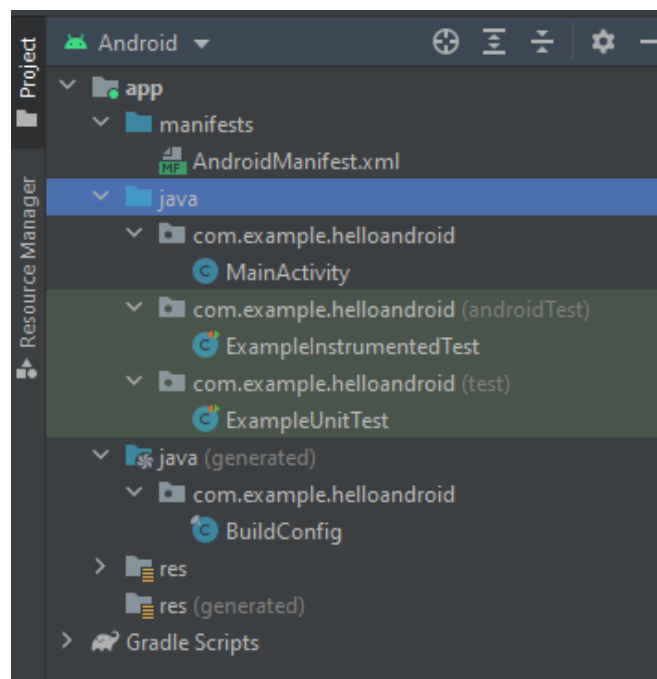 Project
Resource Manager
Android
app
manifests
MF AndroidManifest.xml
java
com.example.helloandroid
C MainActivity
com.example.helloandroid (androidTest)
C ExampleInstrumentedTest
com.example.helloandroid (test)
C ExampleUnitTest
java (generated)
com.example.helloandroid
C BuildConfig
res
res (generated)
Gradle Scripts